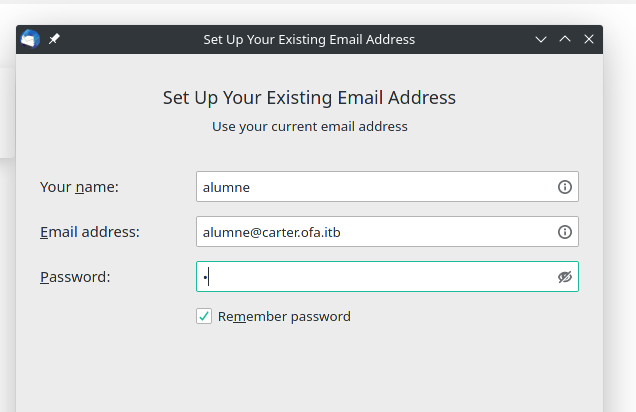 Set Up Your Existing Email Address
Set Up Your Existing Email Address
Use your current email address
Your name:
alumne
Email address:
alumne@carter.ofa.itb
Password:
•
Remember password